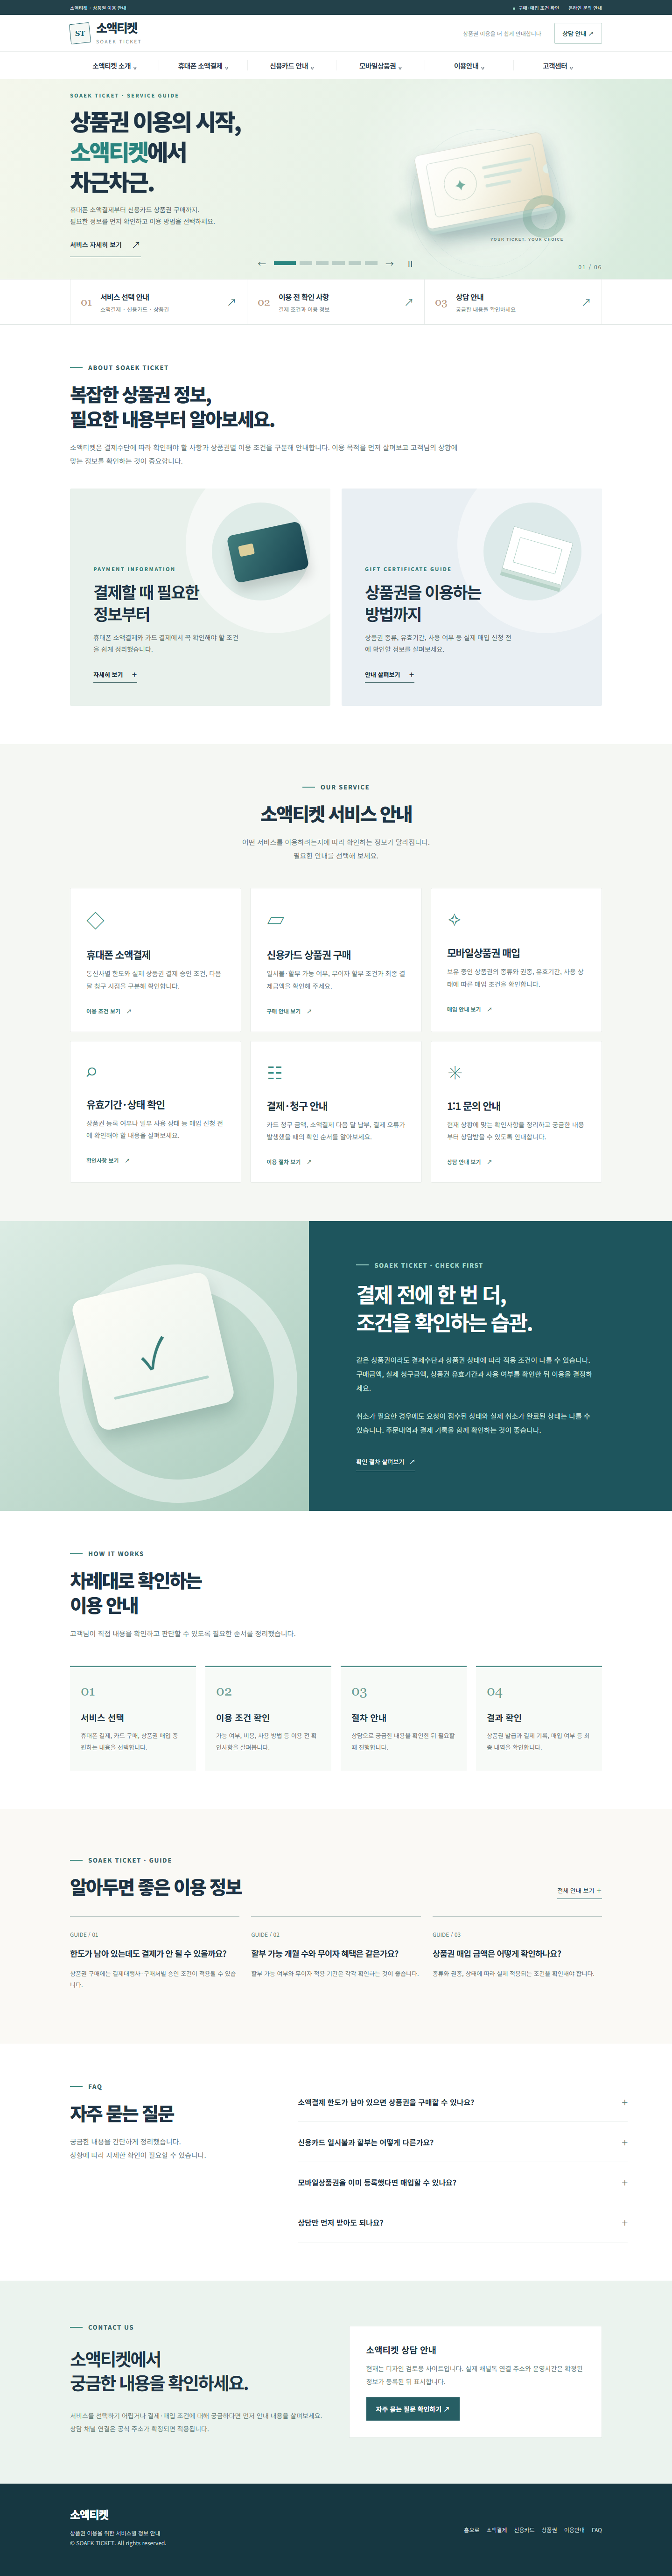 소액티켓 · 상품권 이용 안내
구매·매입 조건 확인
온라인 문의 안내
ST
소액티켓
SOAEK TICKET
상품권 이용을 더 쉽게 안내합니다
상담 안내 ↗
소액티켓 소개
휴대폰 소액결제
신용카드 안내
모바일상품권
이용안내
고객센터
SOAEK TICKET · SERVICE GUIDE
상품권 이용의 시작,
소액티켓에서
차근차근.
휴대폰 소액결제부터 신용카드 상품권 구매까지.
필요한 정보를 먼저 확인하고 이용 방법을 선택하세요.
서비스 자세히 보기 ↗
YOUR TICKET, YOUR CHOICE
← → II
01 / 06
01
서비스 선택 안내
소액결제 · 신용카드 · 상품권
↗
02
이용 전 확인 사항
결제 조건과 이용 정보
↗
03
상담 안내
궁금한 내용을 확인하세요
↗
ABOUT SOAEK TICKET
복잡한 상품권 정보,
필요한 내용부터 알아보세요.
소액티켓은 결제수단에 따라 확인해야 할 사항과 상품권별 이용 조건을 구분해 안내합니다. 이용 목적을 먼저 살펴보고 고객님의 상황에
맞는 정보를 확인하는 것이 중요합니다.
PAYMENT INFORMATION
결제할 때 필요한
정보부터
휴대폰 소액결제와 카드 결제에서 꼭 확인해야 할 조건
을 쉽게 정리했습니다.
자세히 보기 +
GIFT CERTIFICATE GUIDE
상품권을 이용하는
방법까지
상품권 종류, 유효기간, 사용 여부 등 실제 매입 신청 전
에 확인할 정보를 살펴보세요.
안내 살펴보기 +
OUR SERVICE
소액티켓 서비스 안내
어떤 서비스를 이용하려는지에 따라 확인하는 정보가 달라집니다.
필요한 안내를 선택해 보세요.
휴대폰 소액결제
통신사별 한도와 실제 상품권 결제 승인 조건, 다음
달 청구 시점을 구분해 확인합니다.
이용 조건 보기 ↗
신용카드 상품권 구매
일시불·할부 가능 여부, 무이자 할부 조건과 최종 결
제금액을 확인해 주세요.
구매 안내 보기 ↗
모바일상품권 매입
보유 중인 상품권의 종류와 권종, 유효기간, 사용 상
태에 따른 매입 조건을 확인합니다.
매입 안내 보기 ↗
유효기간·상태 확인
상품권 등록 여부나 일부 사용 상태 등 매입 신청 전
에 확인해야 할 내용을 살펴보세요.
확인사항 보기 ↗
결제·청구 안내
카드 청구 금액, 소액결제 다음 달 납부, 결제 오류가
발생했을 때의 확인 순서를 알아보세요.
이용 절차 보기 ↗
1:1 문의 안내
현재 상황에 맞는 확인사항을 정리하고 궁금한 내용
부터 상담받을 수 있도록 안내합니다.
상담 안내 보기 ↗
SOAEK TICKET · CHECK FIRST
결제 전에 한 번 더,
조건을 확인하는 습관.
같은 상품권이라도 결제수단과 상품권 상태에 따라 적용 조건이 다를 수 있습니다.
구매금액, 실제 청구금액, 상품권 유효기간과 사용 여부를 확인한 뒤 이용을 결정하
세요.
취소가 필요한 경우에도 요청이 접수된 상태와 실제 취소가 완료된 상태는 다를 수
있습니다. 주문내역과 결제 기록을 함께 확인하는 것이 좋습니다.
확인 절차 살펴보기 ↗
HOW IT WORKS
차례대로 확인하는
이용 안내
고객님이 직접 내용을 확인하고 판단할 수 있도록 필요한 순서를 정리했습니다.
01
서비스 선택
휴대폰 결제, 카드 구매, 상품권 매입 중
원하는 내용을 선택합니다.
02
이용 조건 확인
가능 여부, 비용, 사용 방법 등 이용 전 확
인사항을 살펴봅니다.
03
절차 안내
상담으로 궁금한 내용을 확인한 뒤 필요할
때 진행합니다.
04
결과 확인
상품권 발급과 결제 기록, 매입 여부 등 최
종 내역을 확인합니다.
SOAEK TICKET · GUIDE
알아두면 좋은 이용 정보
전체 안내 보기 +
GUIDE / 01
한도가 남아 있는데도 결제가 안 될 수 있을까요?
상품권 구매에는 결제대행사·구매처별 승인 조건이 적용될 수 있습
니다.
GUIDE / 02
할부 가능 개월 수와 무이자 혜택은 같은가요?
할부 가능 여부와 무이자 적용 기간은 각각 확인하는 것이 좋습니다.
GUIDE / 03
상품권 매입 금액은 어떻게 확인하나요?
종류와 권종, 상태에 따라 실제 적용되는 조건을 확인해야 합니다.
FAQ
자주 묻는 질문
궁금한 내용을 간단하게 정리했습니다.
상황에 따라 자세한 확인이 필요할 수 있습니다.
소액결제 한도가 남아 있으면 상품권을 구매할 수 있나요? +
신용카드 일시불과 할부는 어떻게 다른가요? +
모바일상품권을 이미 등록했다면 매입할 수 있나요? +
상담만 먼저 받아도 되나요? +
CONTACT US
소액티켓에서
궁금한 내용을 확인하세요.
서비스를 선택하기 어렵거나 결제·매입 조건에 대해 궁금하다면 먼저 안내 내용을 살펴보세요.
상담 채널 연결은 공식 주소가 확정되면 적용됩니다.
소액티켓 상담 안내
현재는 디자인 검토용 사이트입니다. 실제 채널톡 연결 주소와 운영시간은 확정된
정보가 등록된 뒤 표시합니다.
자주 묻는 질문 확인하기 ↗
소액티켓
상품권 이용을 위한 서비스별 정보 안내
© SOAEK TICKET. All rights reserved.
홈으로 소액결제 신용카드 상품권 이용안내 FAQ